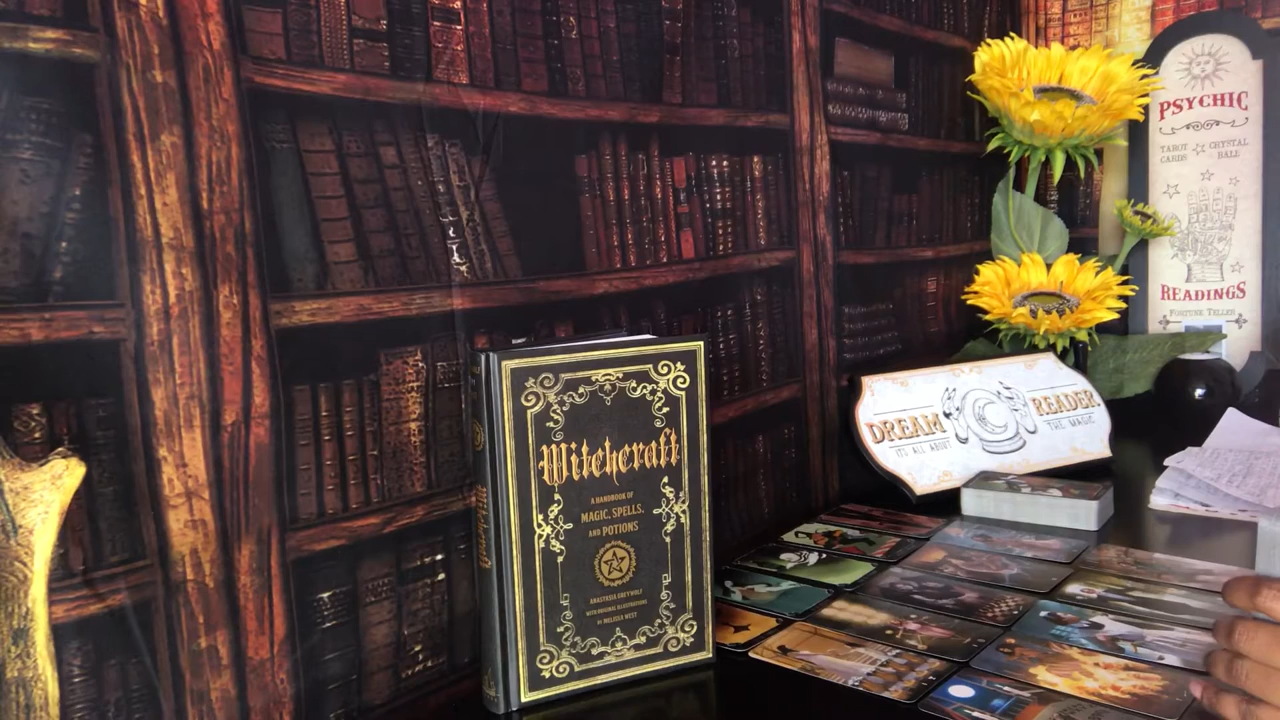 PSYCHIC
TAROT CARDS
CRYSTAL BALL
READINGS
FORTUNE TELLER
DREAM READER
IT'S ALL ABOUT THE MAGIC
Witchcraft
A HANDBOOK OF
MAGIC, SPELLS,
AND POTIONS
ANASTASIA GREYWOLF
WITH ORIGINAL ILLUSTRATIONS
BY MELISSA WEST